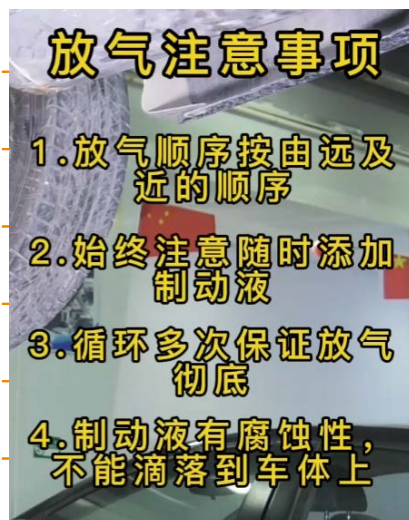 放气注意事项
1.放气顺序按由远及
近的顺序
2.始终注意随时添加
制动液
3.循环多次保证放气
彻底
4.制动液有腐蚀性，
不能滴落到车体上